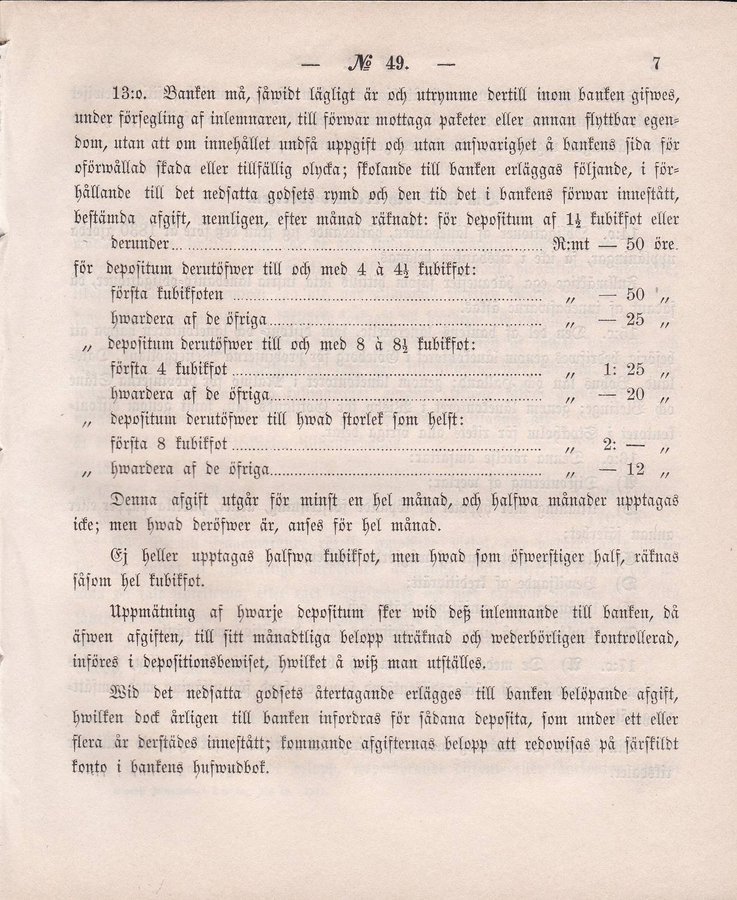 — № 49. — 7
13:o. Banken må, såwidt lägligt är och utrymme dertill inom banken gifwes,
under försegling af inlemnaren, till förwar mottaga paketer eller annan flyttbar egen-
dom, utan att om innehållet undfå uppgift och utan answarighet å bankens sida för
oförwållad skada eller tillfällig olycka; skolande till banken erläggas följande, i för-
hållande till det nedsatta godsets rymd och den tid det i bankens förwar innestått,
bestämda afgift, nemligen, efter månad räknadt: för depositum af 1½ kubikfot eller
derunder ... R:mt — 50 öre.
för depositum derutöfwer till och med 4 à 4½ kubikfot:
första kubikfoten ... „ — 50 „
hwardera af de öfriga ... „ — 25 „
„ depositum derutöfwer till och med 8 à 8½ kubikfot:
första 4 kubikfot ... „ 1: 25 „
hwardera af de öfriga ... „ — 20 „
„ depositum derutöfwer till hwad storlek som helst:
första 8 kubikfot ... „ 2: — „
„ hwardera af de öfriga ... „ — 12 „
Denna afgift utgår för minst en hel månad, och halfwa månader upptagas
icke; men hwad deröfwer är, anses för hel månad.
Ej heller upptagas halfwa kubikfot, men hwad som öfwerstiger half, räknas
såsom hel kubikfot.
Uppmätning af hwarje depositum sker wid deß inlemnande till banken, då
äfwen afgiften, till sitt månadtliga belopp uträknad och wederbörligen kontrollerad,
införes i depositionsbewiset, hwilket å wiß man utställes.
Wid det nedsatta godsets återtagande erlägges till banken belöpande afgift,
hwilken dock årligen till banken infordras för sådana deposita, som under ett eller
flera år derstädes innestått; kommande afgifternas belopp att redowisas på särskildt
konto i bankens hufwudbok.